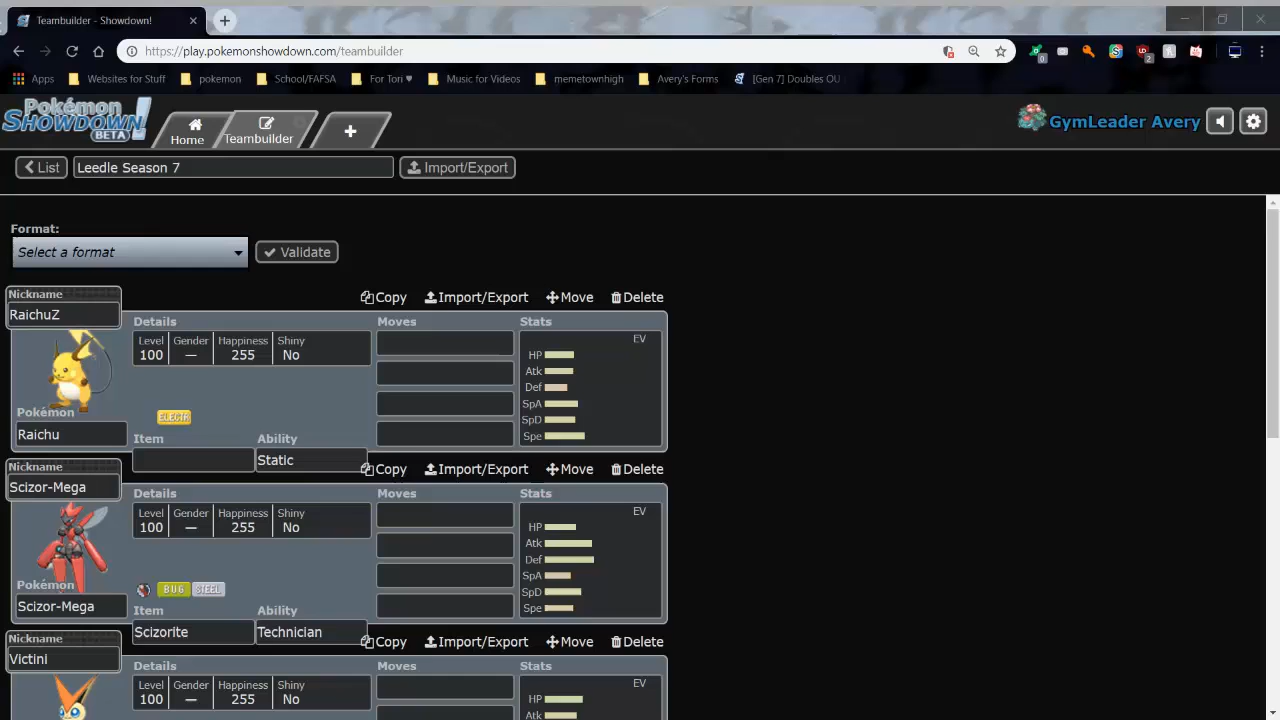 Teambuilder - Showdown!
https://play.pokemonshowdown.com/teambuilder
0
2
Apps
Websites for Stuff
pokemon
School/FAFSA
For Tori ♥
Music for Videos
memetownhigh
Avery's Forms
[Gen 7] Doubles OU
Pokémon
SHOWDOWN!
BETA
Home
Teambuilder
GymLeader Avery
List
Leedle Season 7
Import/Export
Format:
Select a format
Validate
Nickname
RaichuZ
Copy
Import/Export
Move
Delete
Details
Moves
Stats
Level
Gender
Happiness
Shiny
100
—
255
No
EV
HP
Atk
Def
SpA
SpD
Spe
ELECTR
Pokémon
Raichu
Item
Ability
Static
Nickname
Scizor-Mega
Copy
Import/Export
Move
Delete
Details
Moves
Stats
Level
Gender
Happiness
Shiny
100
—
255
No
EV
HP
Atk
Def
SpA
SpD
Spe
BUG
STEEL
Pokémon
Scizor-Mega
Item
Ability
Scizorite
Technician
Nickname
Victini
Copy
Import/Export
Move
Delete
Details
Moves
Stats
Level
Gender
Happiness
Shiny
100
—
255
No
EV
HP
Atk